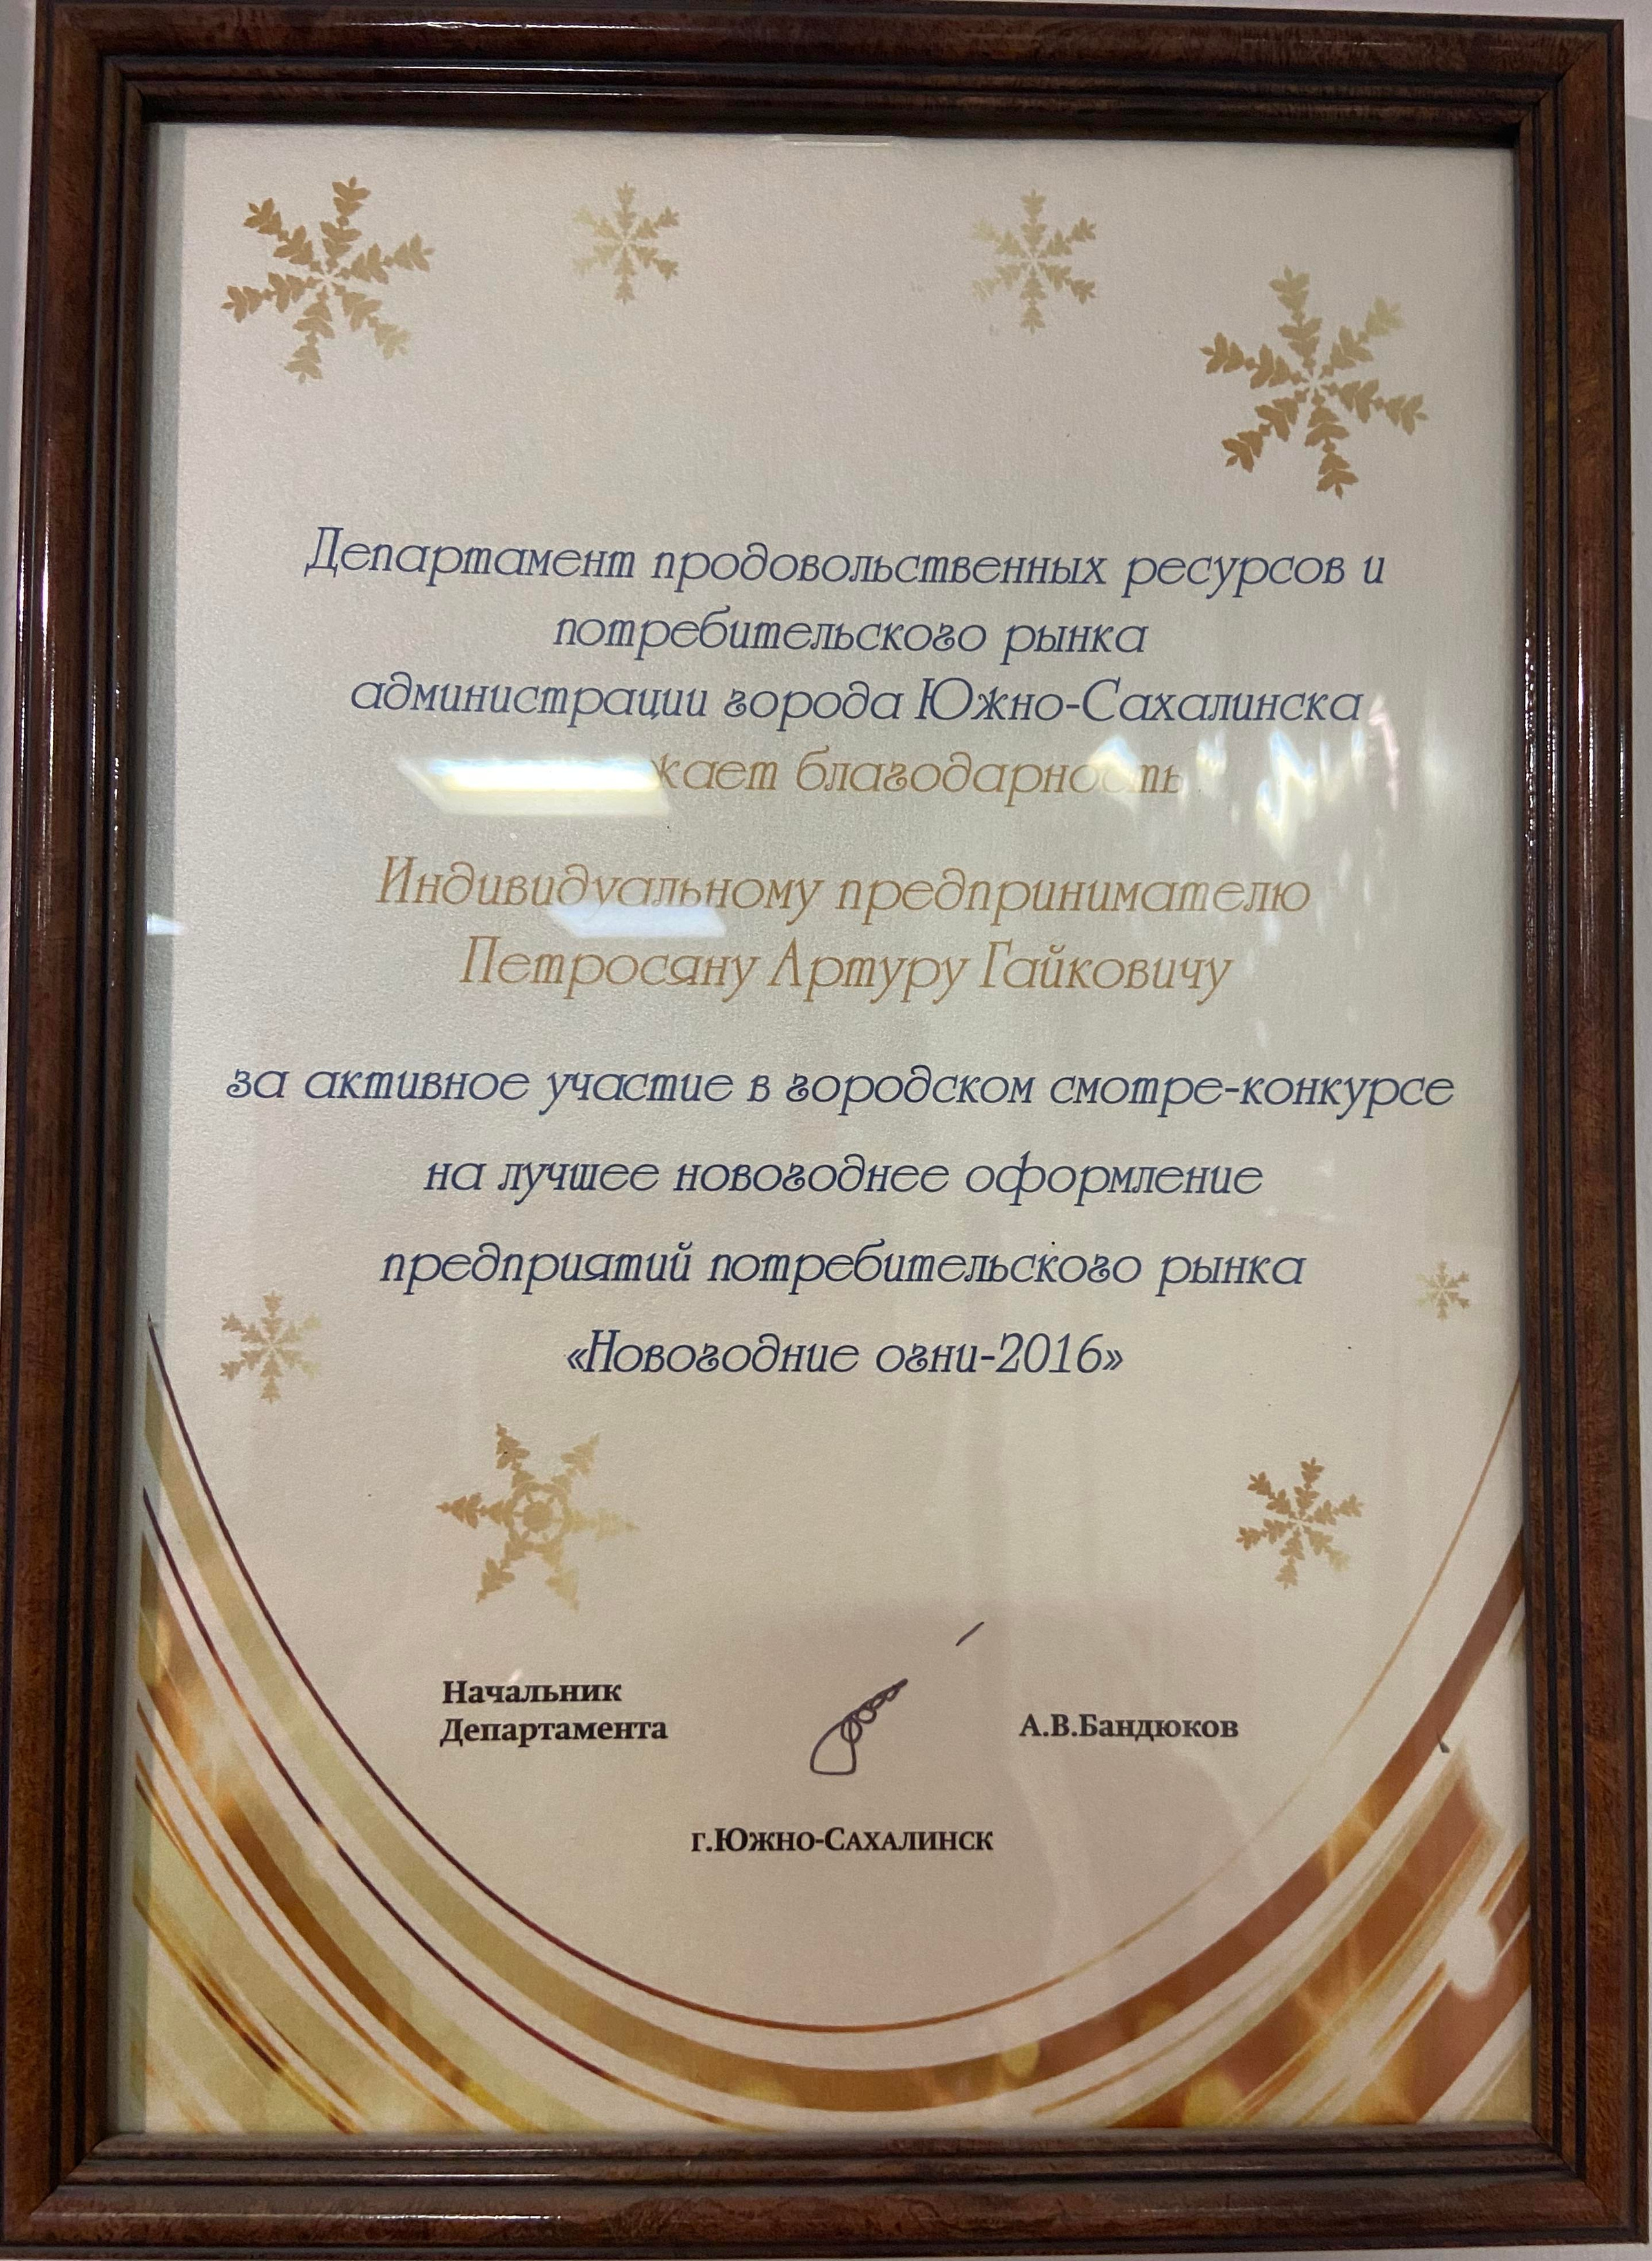 Департамент продовольственных ресурсов и
потребительского рынка
администрации города Южно-Сахалинска
благодарность
Индивидуальному предпринимателю
Петросяну Артуру Гайковичу
за активное участие в городском смотре-конкурсе
на лучшее новогоднее оформление
предприятий потребительского рынка
«Новогодние огни-2016»
Начальник
Департамента
А.В.Бандюков
г.Южно-Сахалинск